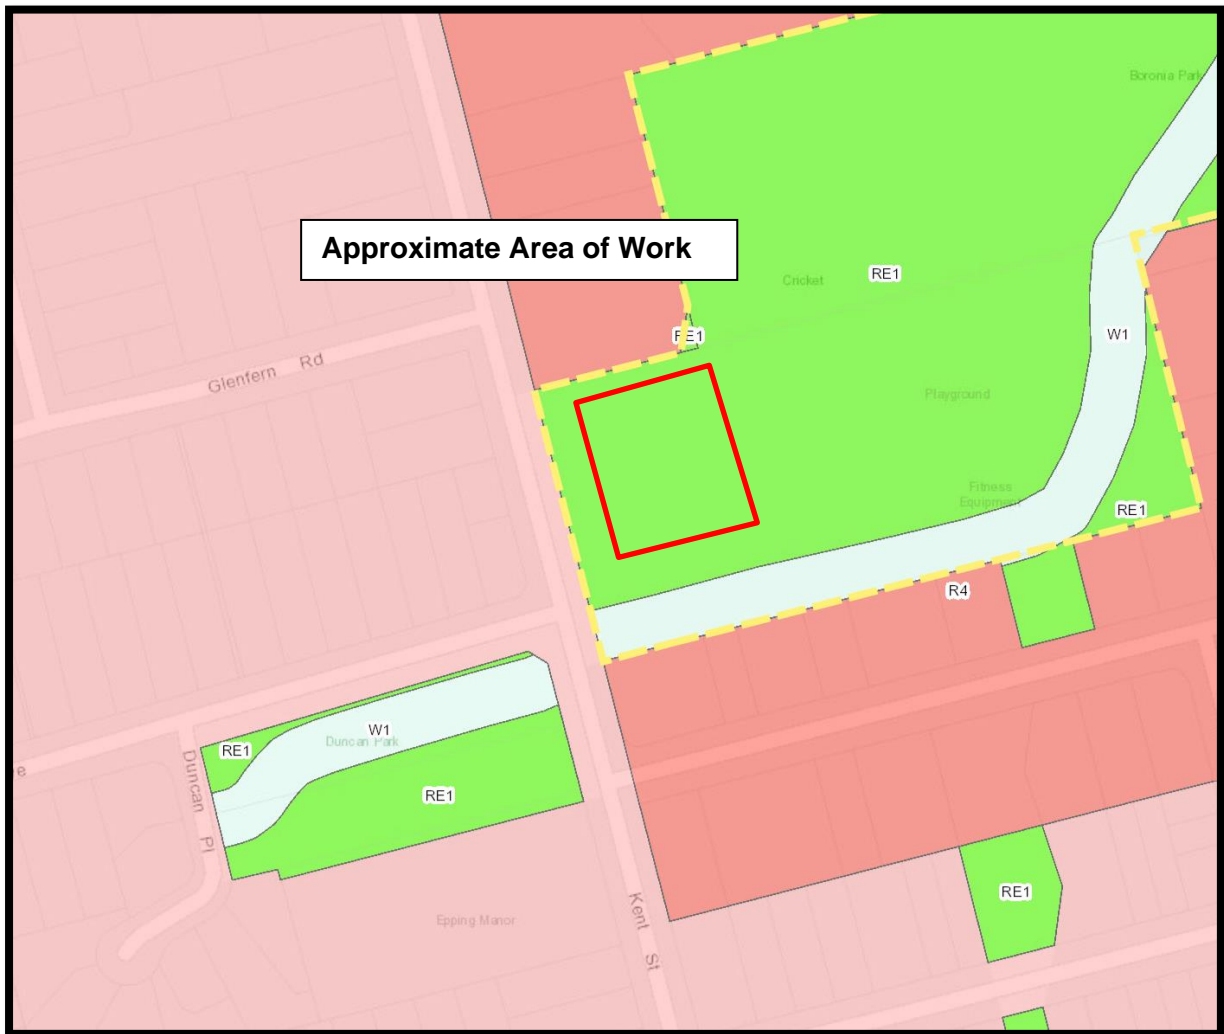 Boronia Park
Approximate Area of Work
Cricket
RE1
RE1
W1
Glenfern Rd
Playground
Fitness
Equipment
RE1
R4
W1
RE1
Duncan Park
RE1
e
Duncan Pl
Kent St
RE1
Epping Manor